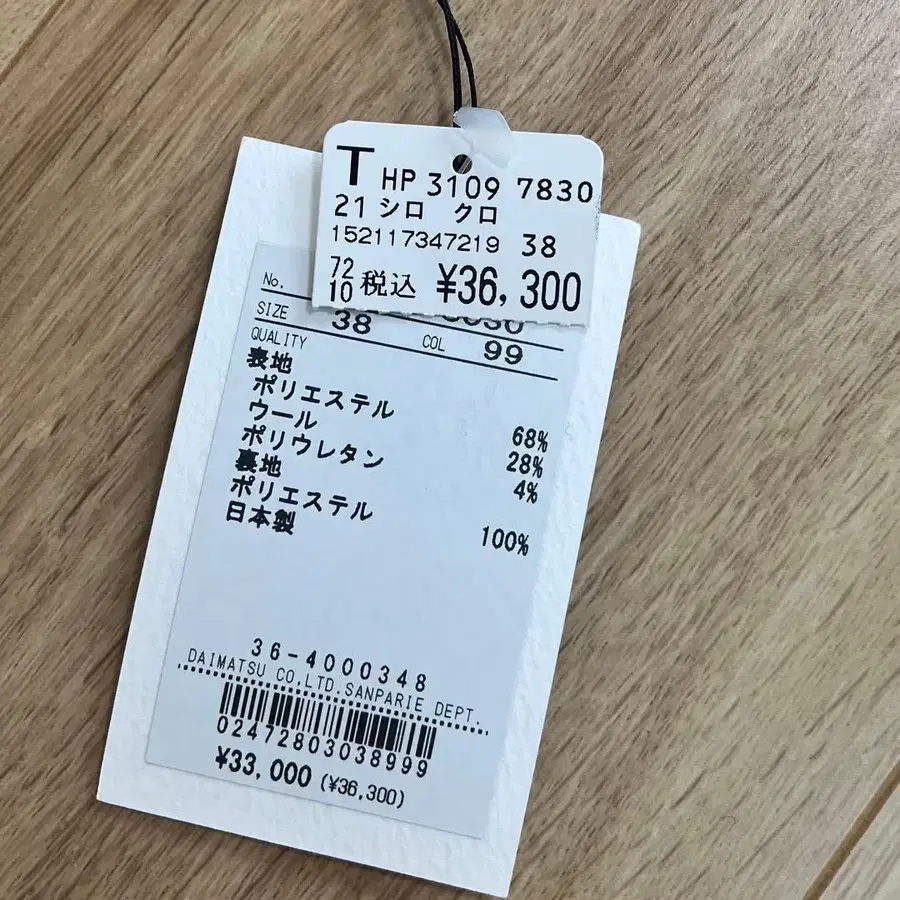 T HP 3109 7830
21 シロ クロ
152117347219 38
72
10 税込 ¥36,300
No.
SIZE 38 COL 99
QUALITY
表地
ポリエステル 68%
ウール 28%
ポリウレタン 4%
裏地
ポリエステル 100%
日本製
36-4000348
DAIMATSU CO,LTD.SANPARIE DEPT.
02472803038999
¥33,000 (¥36,300)